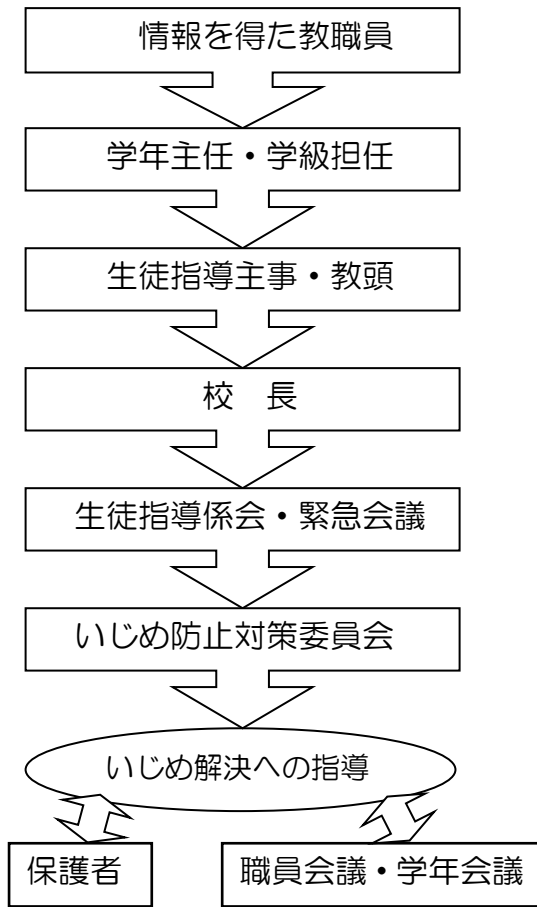 情報を得た教職員
学年主任・学級担任
生徒指導主事・教頭
校　長
生徒指導係会・緊急会議
いじめ防止対策委員会
いじめ解決への指導
保護者
職員会議・学年会議